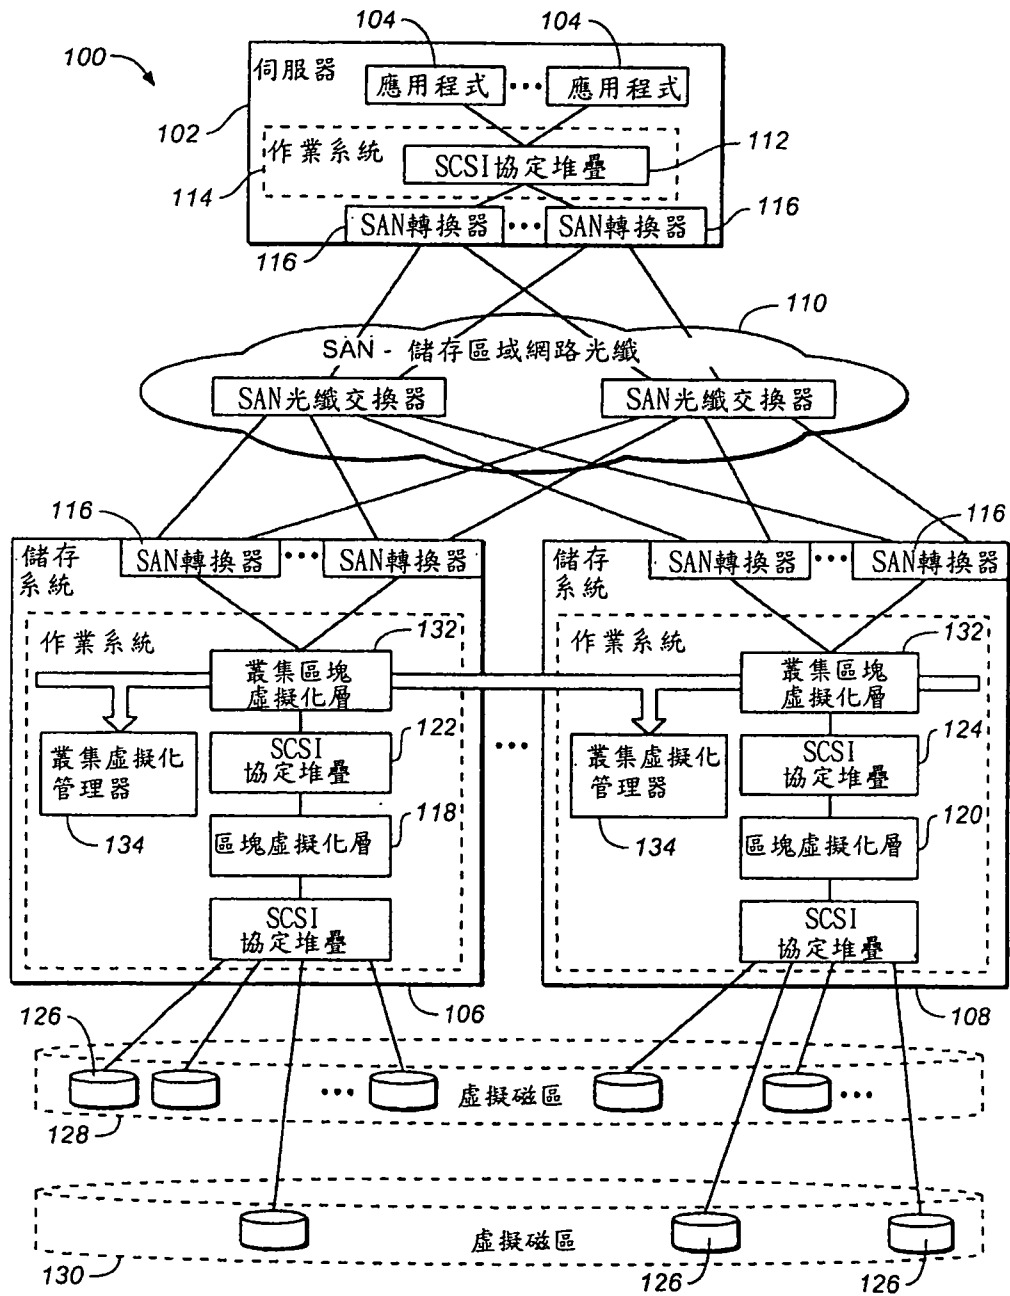 100
104
104
伺服器
應用程式
應用程式
102
作業系統
112
SCSI協定堆疊
114
SAN轉換器
SAN轉換器
116
116
110
SAN - 儲存區域網路光纖
SAN光纖交換器
SAN光纖交換器
116
116
儲存
系統
SAN轉換器
SAN轉換器
儲存
系統
SAN轉換器
SAN轉換器
作業系統
132
叢集區塊
虛擬化層
作業系統
132
叢集區塊
虛擬化層
叢集虛擬化
管理器
134
SCSI
協定堆疊
122
叢集虛擬化
管理器
134
SCSI
協定堆疊
124
區塊虛擬化層
118
區塊虛擬化層
120
SCSI
協定堆疊
SCSI
協定堆疊
106
108
126
虛擬磁區
128
虛擬磁區
130
126
126